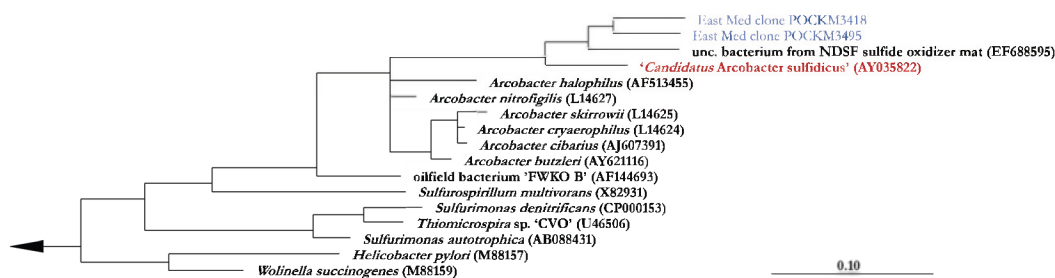 East Med clone POCKM3418
East Med clone POCKM3495
unc. bacterium from NDSF sulfide oxidizer mat (EF688595)
'Candidatus Arcobacter sulfidicus' (AY035822)
Arcobacter halophilus (AF513455)
Arcobacter nitrofigilis (L14627)
Arcobacter skirrowii (L14625)
Arcobacter cryaerophilus (L14624)
Arcobacter cibarius (AJ607391)
Arcobacter butzleri (AY621116)
oilfield bacterium 'FWKO B' (AF144693)
Sulfurospirillum multivorans (X82931)
Sulfurimonas denitrificans (CP000153)
Thiomicrospira sp. 'CVO' (U46506)
Sulfurimonas autotrophica (AB088431)
Helicobacter pylori (M88157)
Wolinella succinogenes (M88159)
0.10